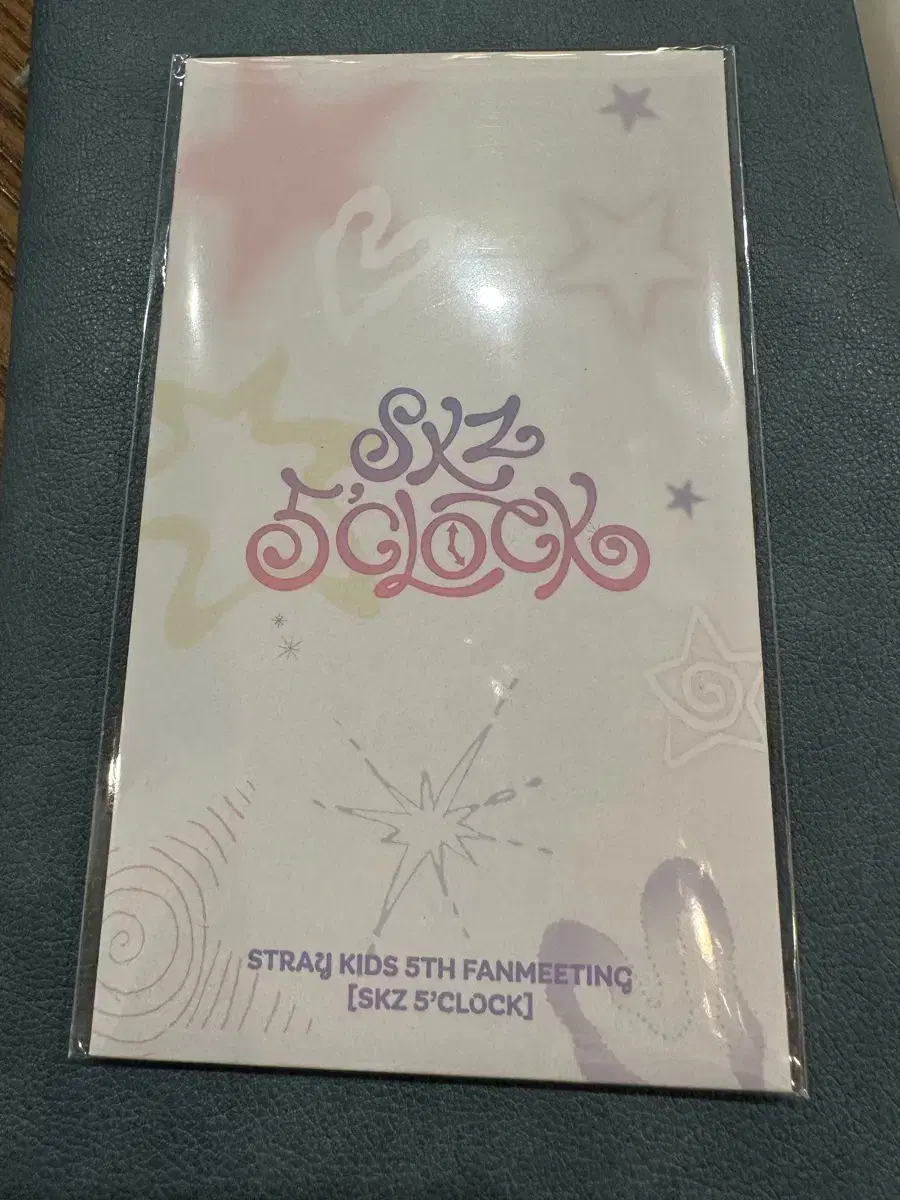 SKZ
5'CLOCK
STRAY KIDS 5TH FANMEETING
[SKZ 5'CLOCK]